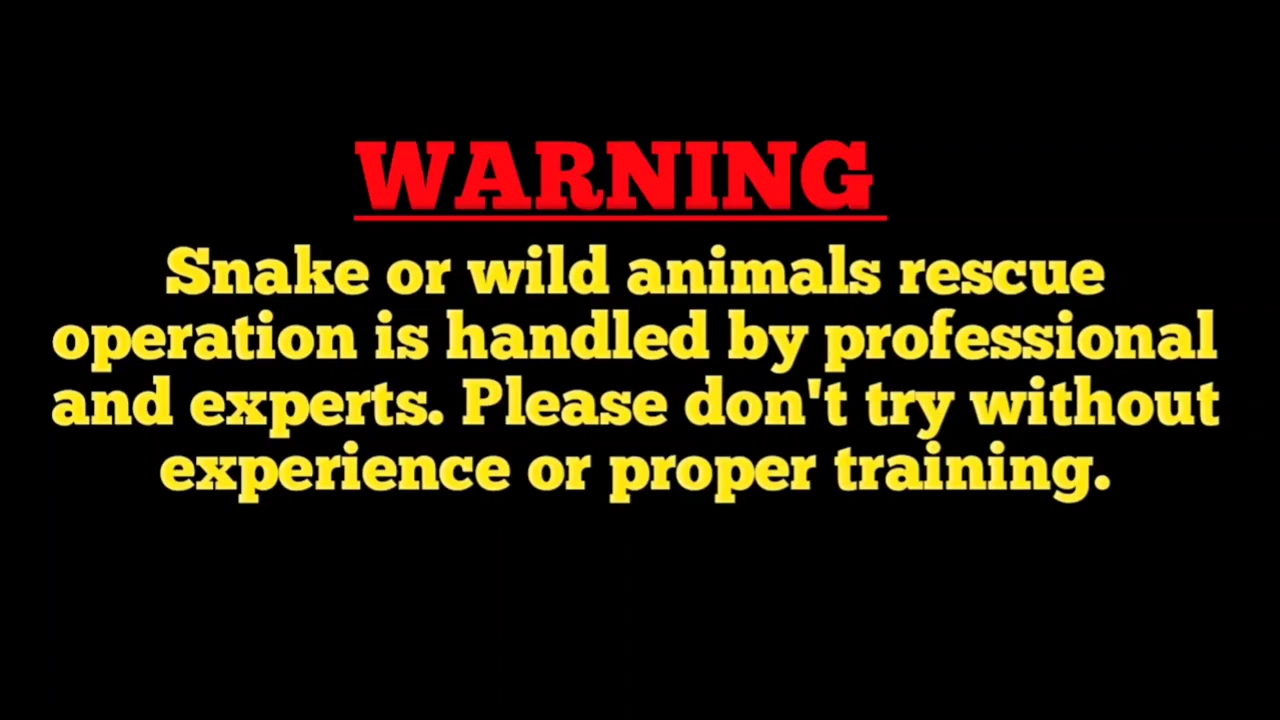 WARNING
Snake or wild animals rescue
operation is handled by professional
and experts. Please don't try without
experience or proper training.